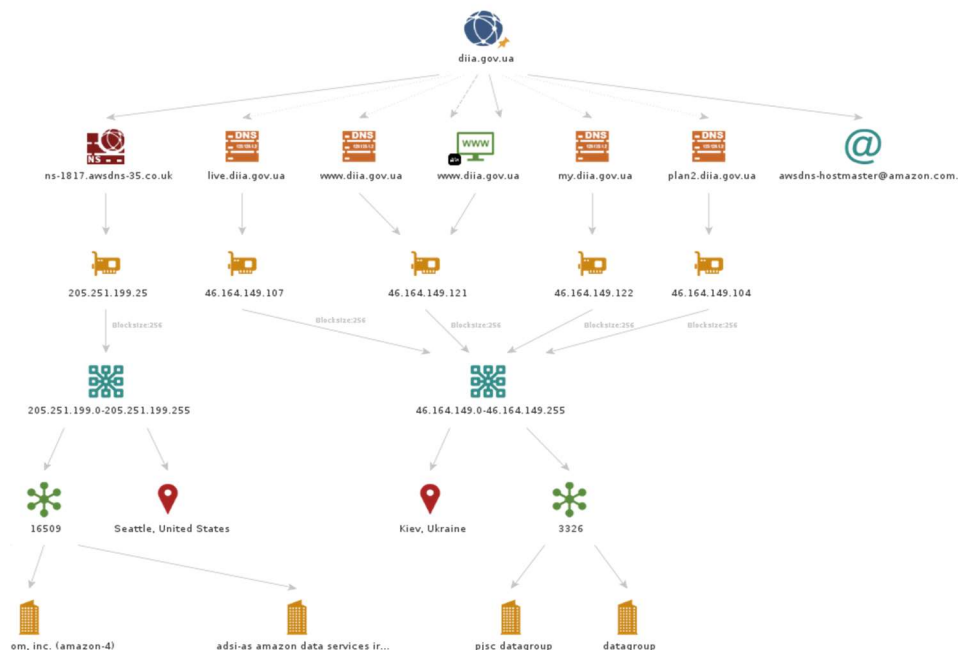 diia.gov.ua
NS
DNS
DNS
WWW
DNS
DNS
@
ns-1817.awsdns-35.co.uk
live.diia.gov.ua
www.diia.gov.ua
www.diia.gov.ua
my.diia.gov.ua
plan2.diia.gov.ua
awsdns-hostmaster@amazon.com.
205.251.199.25
46.164.149.107
46.164.149.121
46.164.149.122
46.164.149.104
Blocksize:256
Blocksize:256
Blocksize:256
Blocksize:256
Blocksize:256
205.251.199.0-205.251.199.255
46.164.149.0-46.164.149.255
16509
Seattle, United States
Kiev, Ukraine
3326
om, inc. (amazon-4)
adsi-as amazon data services ir...
pjsc datagroup
datagroup